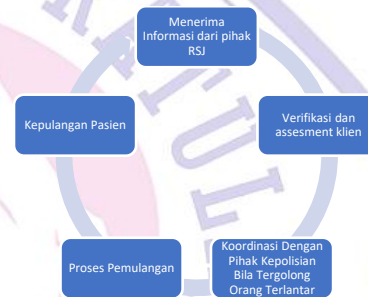 Menerima
Informasi dari pihak
RSJ
Verifikasi dan
assesment klien
Koordinasi Dengan
Pihak Kepolisian
Bila Tergolong
Orang Terlantar
Proses Pemulangan
Kepulangan Pasien